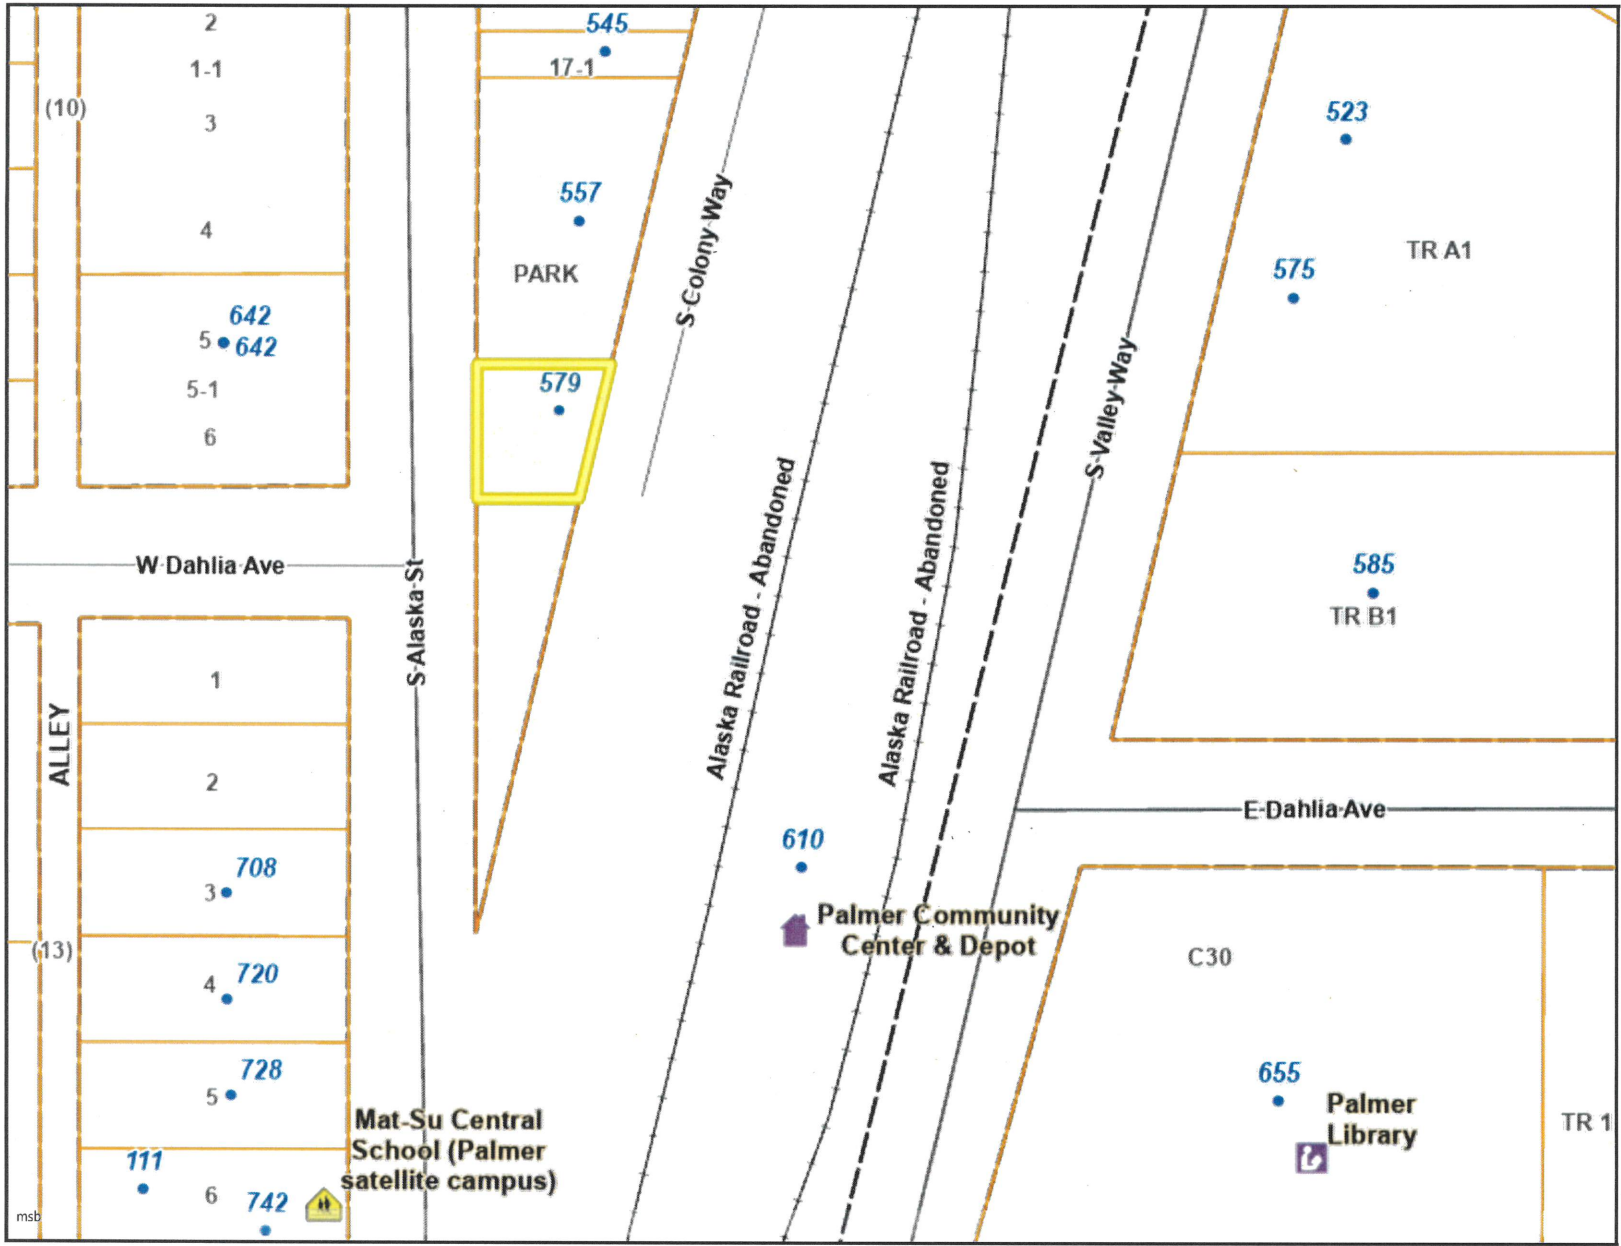 2
1-1
(10)
3
4
642
5
642
5-1
6
545
17-1
557
PARK
579
S Colony Way
523
TR A1
575
S Valley Way
W Dahlia Ave
S Alaska St
Alaska Railroad - Abandoned
Alaska Railroad - Abandoned
585
TR B1
1
ALLEY
2
E Dahlia Ave
708
3
610
Palmer Community
Center & Depot
(13)
720
4
C30
728
5
655
Palmer
Library
TR 1
Mat-Su Central
School (Palmer
satellite campus)
111
6
742
msb